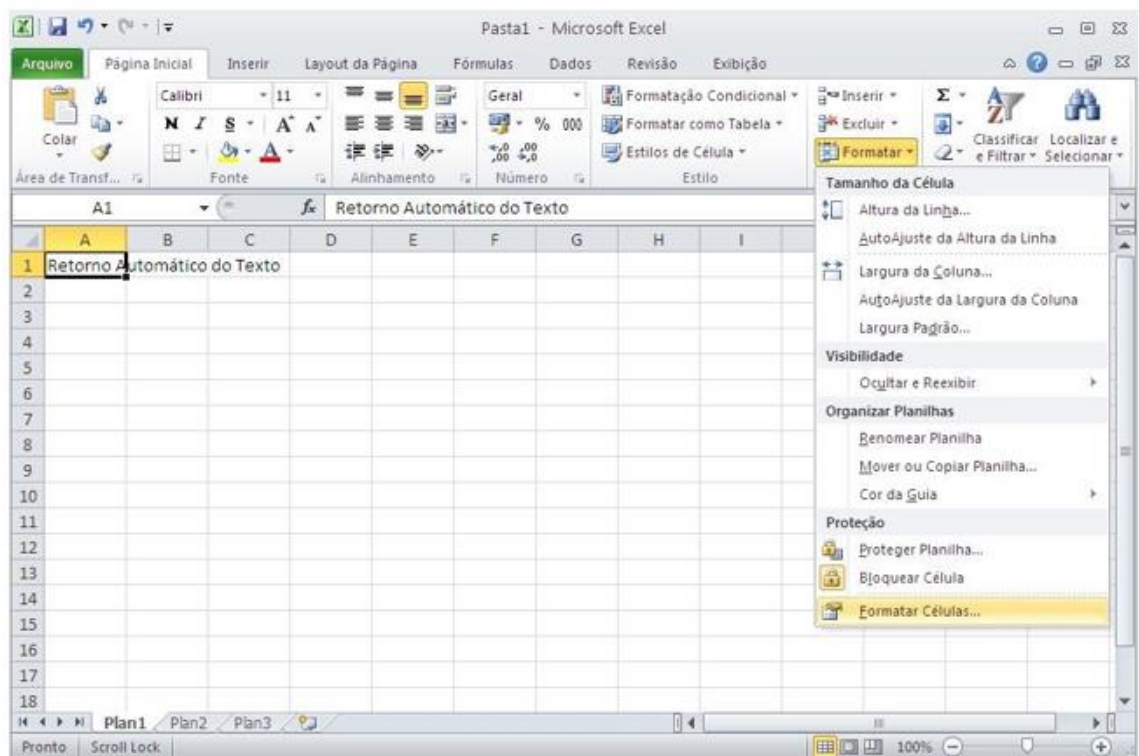 Pasta1 - Microsoft Excel
Arquivo Página Inicial Inserir Layout da Página Fórmulas Dados Revisão Exibição
Calibri 11 Geral Formatação Condicional Inserir Σ
Colar N I S A A % 000 Formatar como Tabela Excluir Classificar e Filtrar Localizar e Selecionar
A ,00 ,00 Estilos de Célula Formatar
Área de Transf... Fonte Alinhamento Número Estilo
A1 fx Retorno Automático do Texto
Tamanho da Célula
Altura da Linha...
AutoAjuste da Altura da Linha
Largura da Coluna...
AutoAjuste da Largura da Coluna
Largura Padrão...
Visibilidade
Ocultar e Reexibir
Organizar Planilhas
Renomear Planilha
Mover ou Copiar Planilha...
Cor da Guia
Proteção
Proteger Planilha...
Bloquear Célula
Formatar Células...
A B C D E F G H I
1 Retorno Automático do Texto
2
3
4
5
6
7
8
9
10
11
12
13
14
15
16
17
18
Plan1 Plan2 Plan3
Pronto Scroll Lock 100%